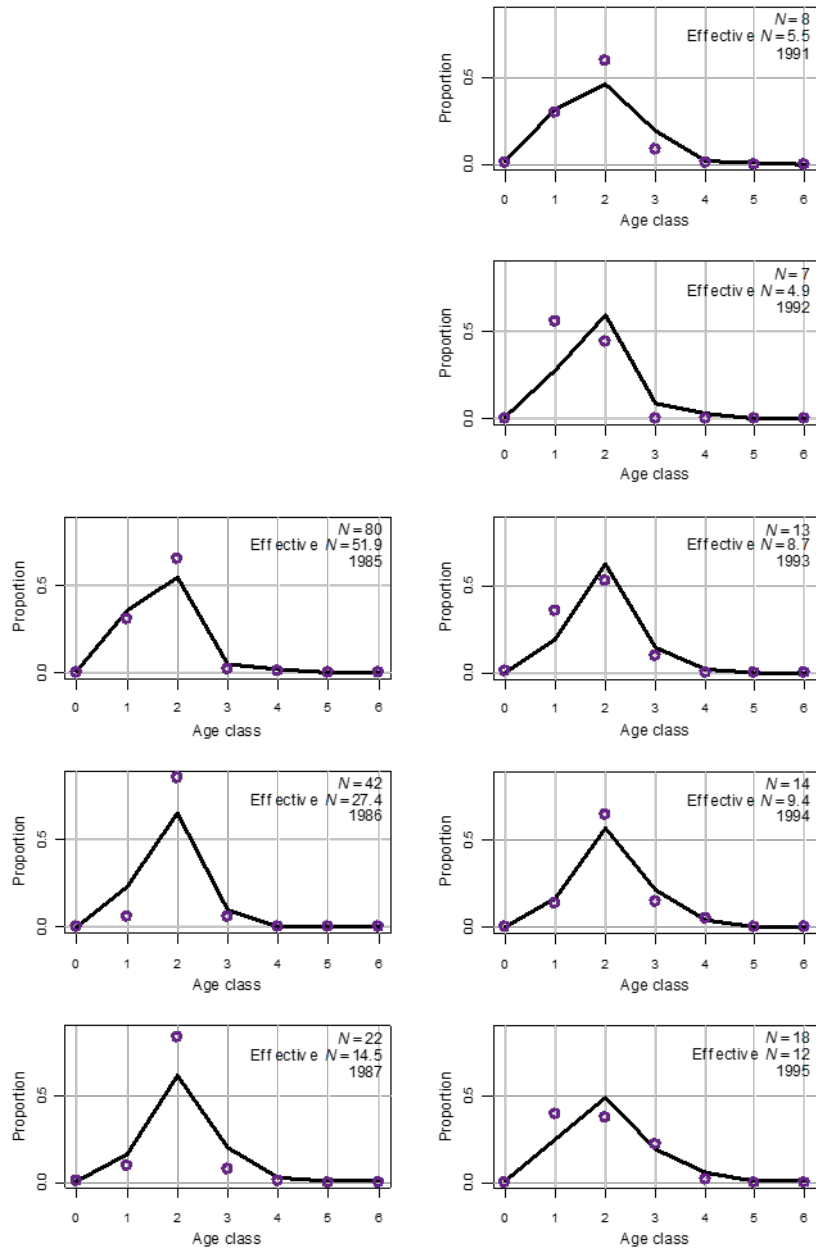 N=8
Effective N=5.5
1991
Proportion
0.5
0.0
0 1 2 3 4 5 6
Age class
N=7
Effective N=4.9
1992
Proportion
0.5
0.0
0 1 2 3 4 5 6
Age class
N=80
Effective N=51.9
1985
Proportion
0.5
0.0
0 1 2 3 4 5 6
Age class
N=13
Effective N=8.7
1993
Proportion
0.5
0.0
0 1 2 3 4 5 6
Age class
N=42
Effective N=27.4
1986
Proportion
0.5
0.0
0 1 2 3 4 5 6
Age class
N=14
Effective N=9.4
1994
Proportion
0.5
0.0
0 1 2 3 4 5 6
Age class
N=22
Effective N=14.5
1987
Proportion
0.5
0.0
0 1 2 3 4 5 6
Age class
N=18
Effective N=12
1995
Proportion
0.5
0.0
0 1 2 3 4 5 6
Age class